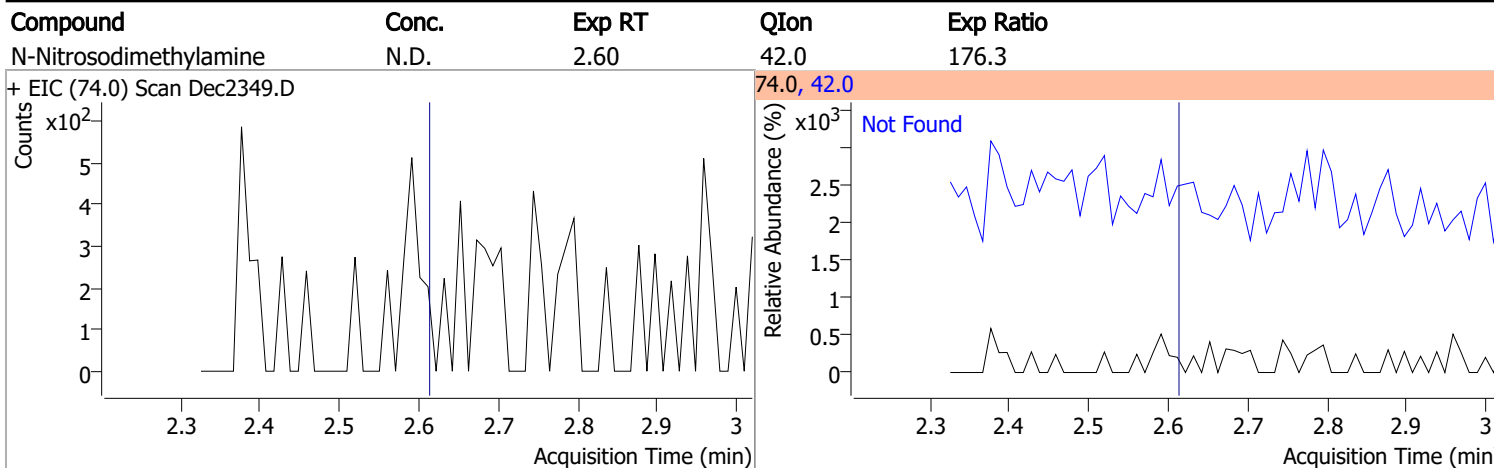 Compound Conc. Exp RT QIon Exp Ratio
N-Nitrosodimethylamine N.D. 2.60 42.0 176.3
+ EIC (74.0) Scan Dec2349.D
Counts
x10²
5
4
3
2
1
0
2.3 2.4 2.5 2.6 2.7 2.8 2.9 3
Acquisition Time (min)
74.0, 42.0
Relative Abundance (%)
x10³
Not Found
2.5
2
1.5
1
0.5
0
2.3 2.4 2.5 2.6 2.7 2.8 2.9 3
Acquisition Time (min